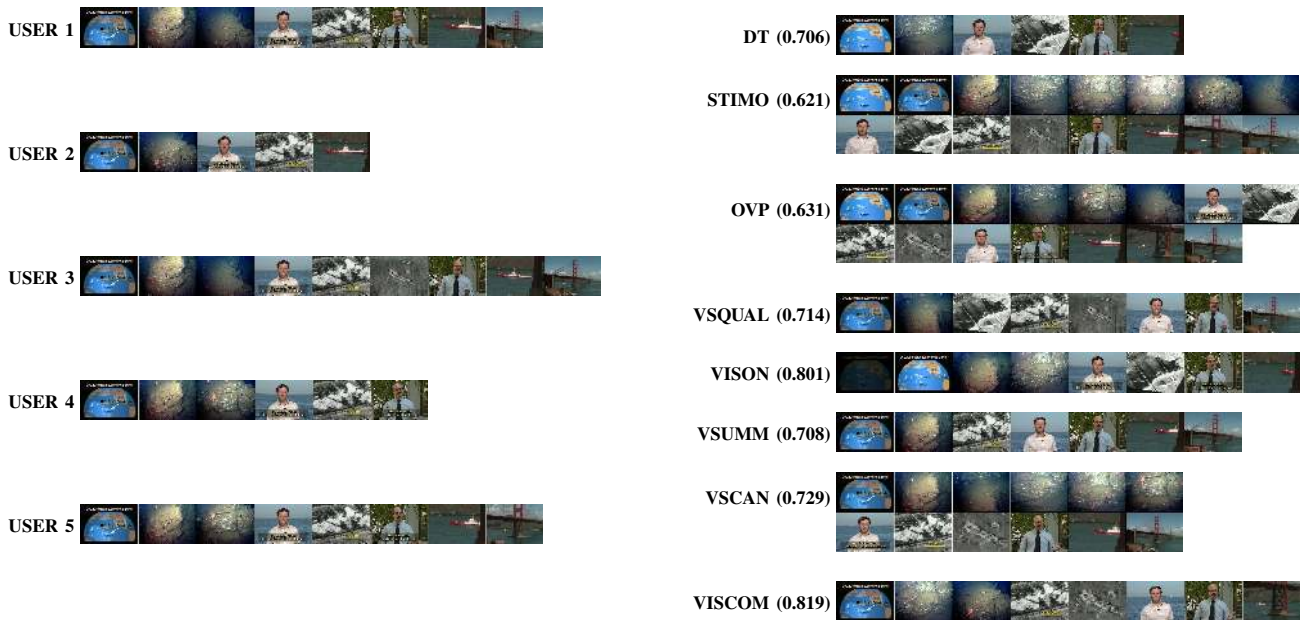 USER 1
USER 2
USER 3
USER 4
USER 5
DT (0.706)
STIMO (0.621)
OVP (0.631)
VSQUAL (0.714)
VISON (0.801)
VSUMM (0.708)
VSCAN (0.729)
VISCOM (0.819)